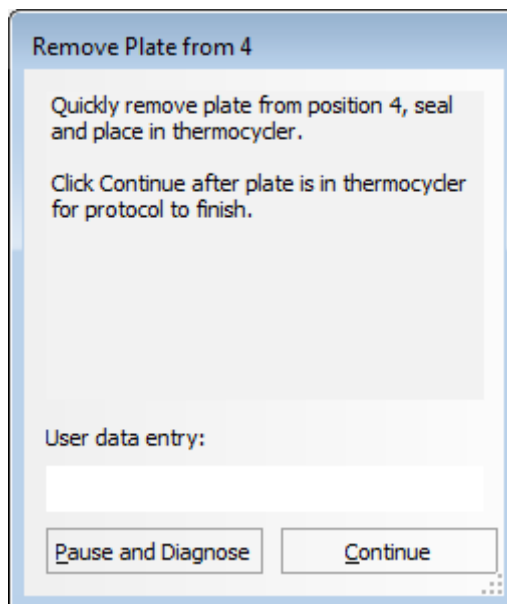 Remove Plate from 4
Quickly remove plate from position 4, seal
and place in thermocycler.
Click Continue after plate is in thermocycler
for protocol to finish.
User data entry:
Pause and Diagnose
Continue